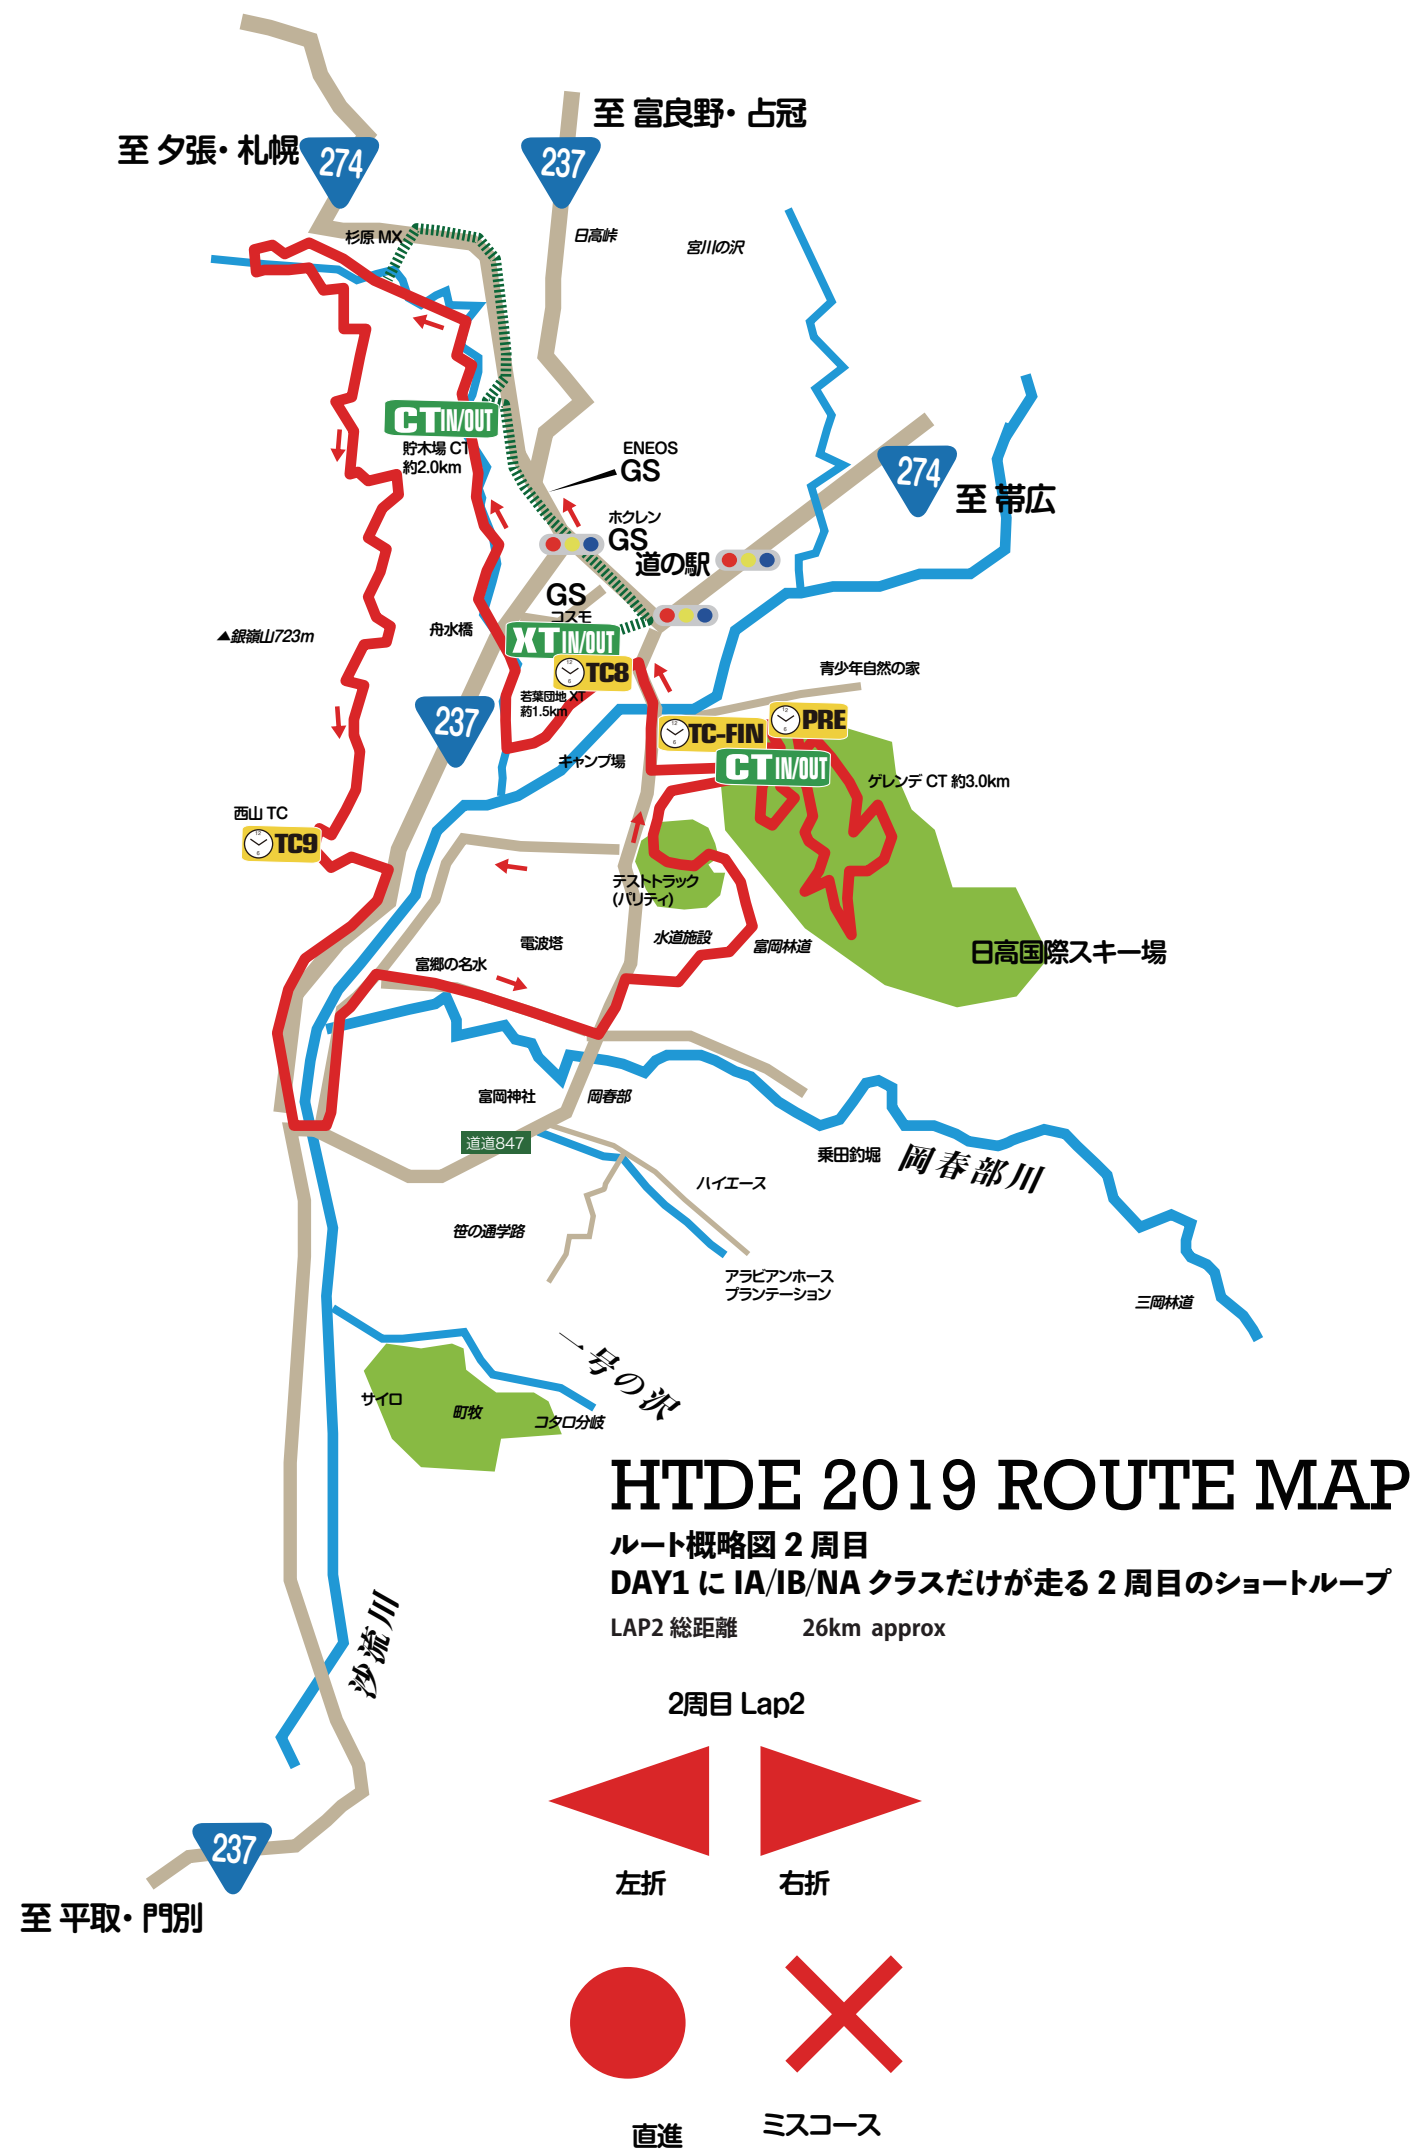 至 富良野・占冠
至 夕張・札幌
274
237
杉原 MX
日高峠
宮川の沢
CT IN/OUT
貯木場 CT
約2.0km
ENEOS
GS
274
至 帯広
ホクレン
GS
道の駅
GS
コスモ
舟水橋
▲銀嶺山723m
XT IN/OUT
TC8
青少年自然の家
若葉団地 XT
約1.5km
237
TC-FIN
PRE
CT IN/OUT
キャンプ場
ゲレンデ CT 約3.0km
西山 TC
TC9
テストトラック
(パリティ)
電波塔
水道施設
富岡林道
日高国際スキー場
富郷の名水
富岡神社
岡春部
道道847
乗田釣堀
岡春部川
ハイエース
笹の通学路
アラビアンホース
プランテーション
三岡林道
一号の沢
サイロ
町牧
コタロ分岐
HTDE 2019 ROUTE MAP
ルート概略図 2 周目
DAY1 に IA/IB/NA クラスだけが走る 2 周目のショートループ
LAP2 総距離 26km approx
沙流川
2周目 Lap2
左折
右折
237
至 平取・門別
直進
ミスコース